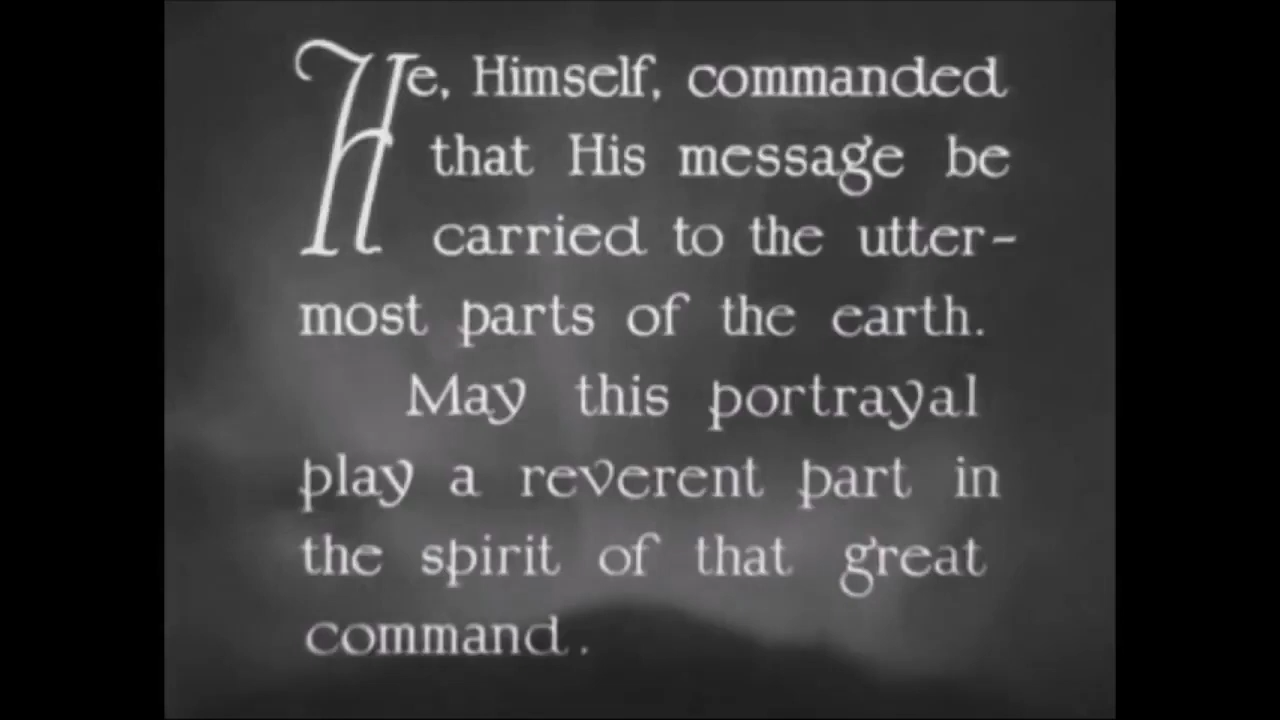 He, Himself, commanded
that His message be
carried to the utter-
most parts of the earth.
May this portrayal
play a reverent part in
the spirit of that great
command.